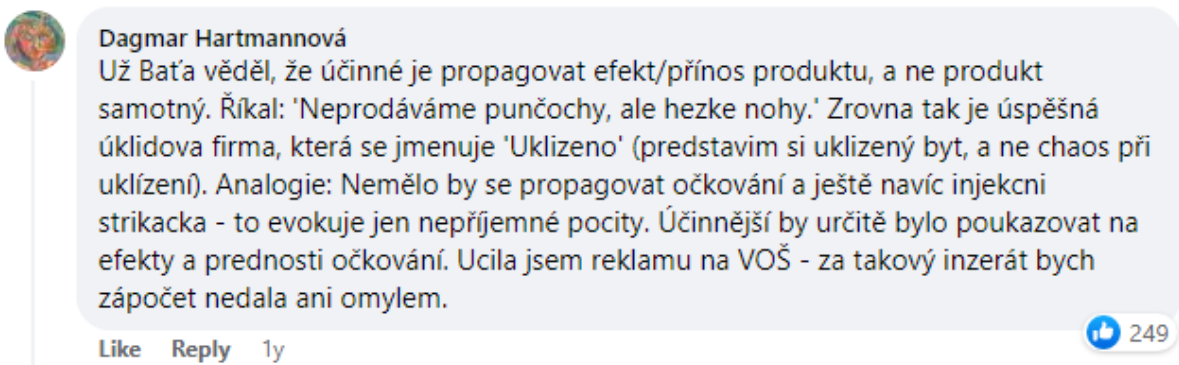 Dagmar Hartmannová
Už Baťa věděl, že účinné je propagovat efekt/přínos produktu, a ne produkt
samotný. Říkal: 'Neprodáváme punčochy, ale hezke nohy.' Zrovna tak je úspěšná
úklidova firma, která se jmenuje 'Uklizeno' (predstavim si uklizený byt, a ne chaos při
uklízení). Analogie: Nemělo by se propagovat očkování a ještě navíc injekcni
strikacka - to evokuje jen nepříjemné pocity. Účinnější by určitě bylo poukazovat na
efekty a prednosti očkování. Ucila jsem reklamu na VOŠ - za takový inzerát bych
zápočet nedala ani omylem.
Like Reply 1y 249